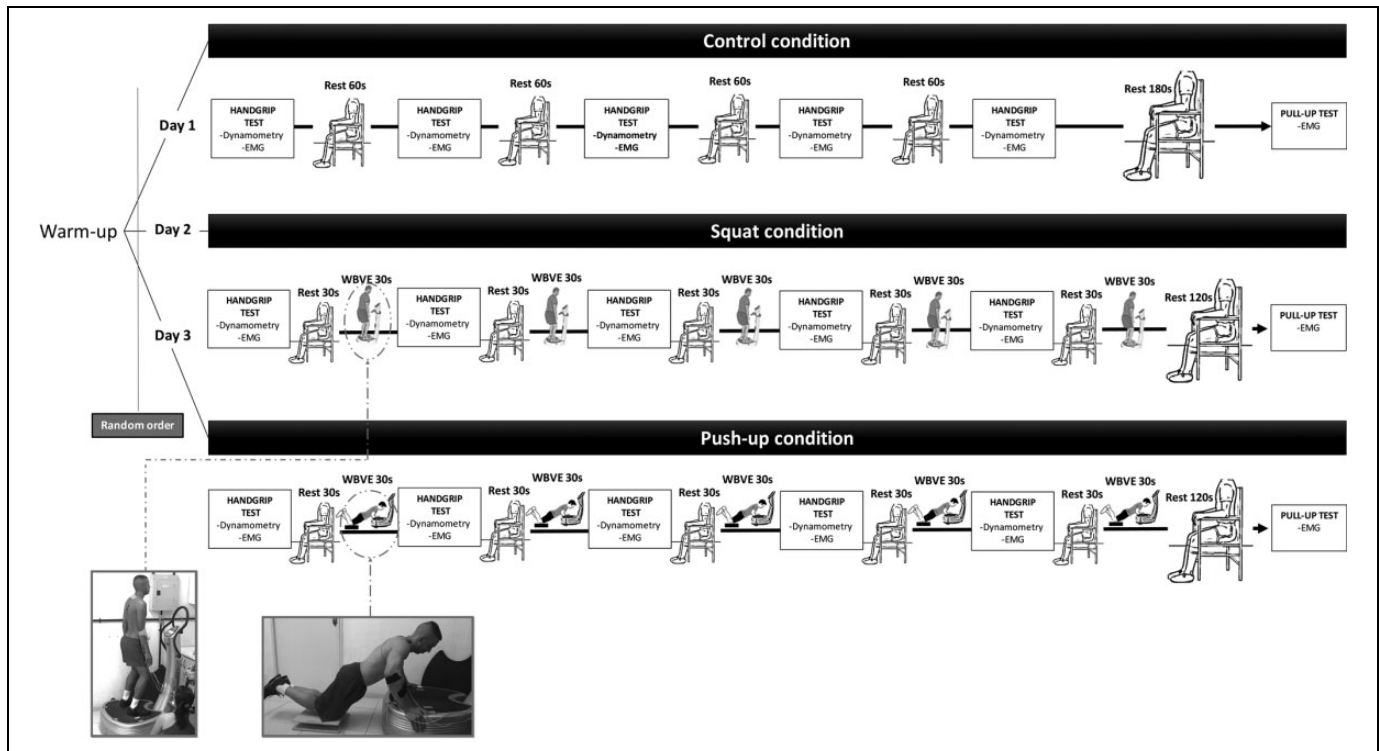 Control condition
Rest 60s
Rest 60s
Rest 60s
Rest 60s
Rest 180s
Day 1
HANDGRIP
TEST
-Dynamometry
-EMG
HANDGRIP
TEST
-Dynamometry
-EMG
HANDGRIP
TEST
-Dynamometry
-EMG
HANDGRIP
TEST
-Dynamometry
-EMG
HANDGRIP
TEST
-Dynamometry
-EMG
PULL-UP TEST
-EMG
Warm-up
Day 2
Squat condition
Day 3
HANDGRIP
TEST
-Dynamometry
-EMG
Rest 30s
WBVE 30s
HANDGRIP
TEST
-Dynamometry
-EMG
Rest 30s
WBVE 30s
HANDGRIP
TEST
-Dynamometry
-EMG
Rest 30s
WBVE 30s
HANDGRIP
TEST
-Dynamometry
-EMG
Rest 30s
WBVE 30s
HANDGRIP
TEST
-Dynamometry
-EMG
Rest 30s
WBVE 30s
Rest 120s
PULL-UP TEST
-EMG
Random order
Push-up condition
HANDGRIP
TEST
-Dynamometry
-EMG
Rest 30s
WBVE 30s
HANDGRIP
TEST
-Dynamometry
-EMG
Rest 30s
WBVE 30s
HANDGRIP
TEST
-Dynamometry
-EMG
Rest 30s
WBVE 30s
HANDGRIP
TEST
-Dynamometry
-EMG
Rest 30s
WBVE 30s
HANDGRIP
TEST
-Dynamometry
-EMG
Rest 30s
WBVE 30s
Rest 120s
PULL-UP TEST
-EMG